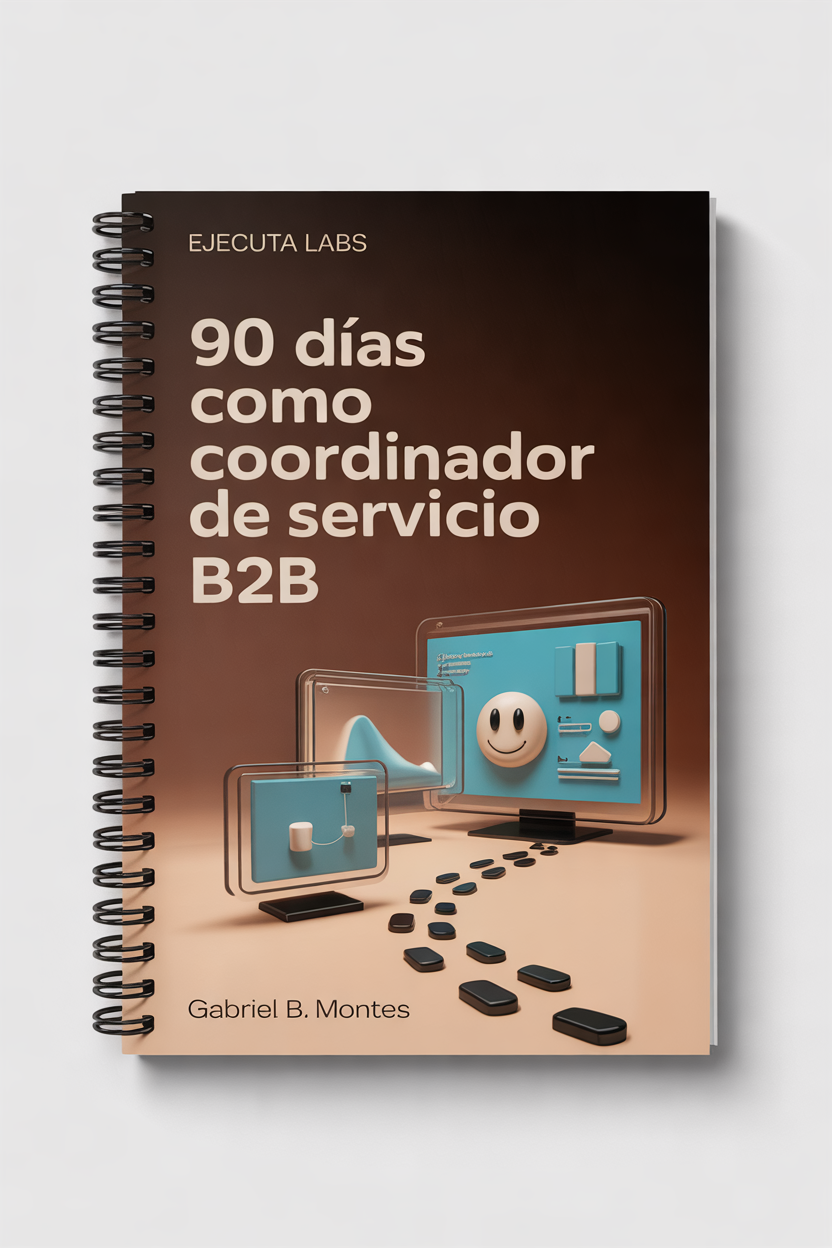 EJECUTA LABS
90 días
como
coordinador
de servicio
B2B
Gabriel B. Montes